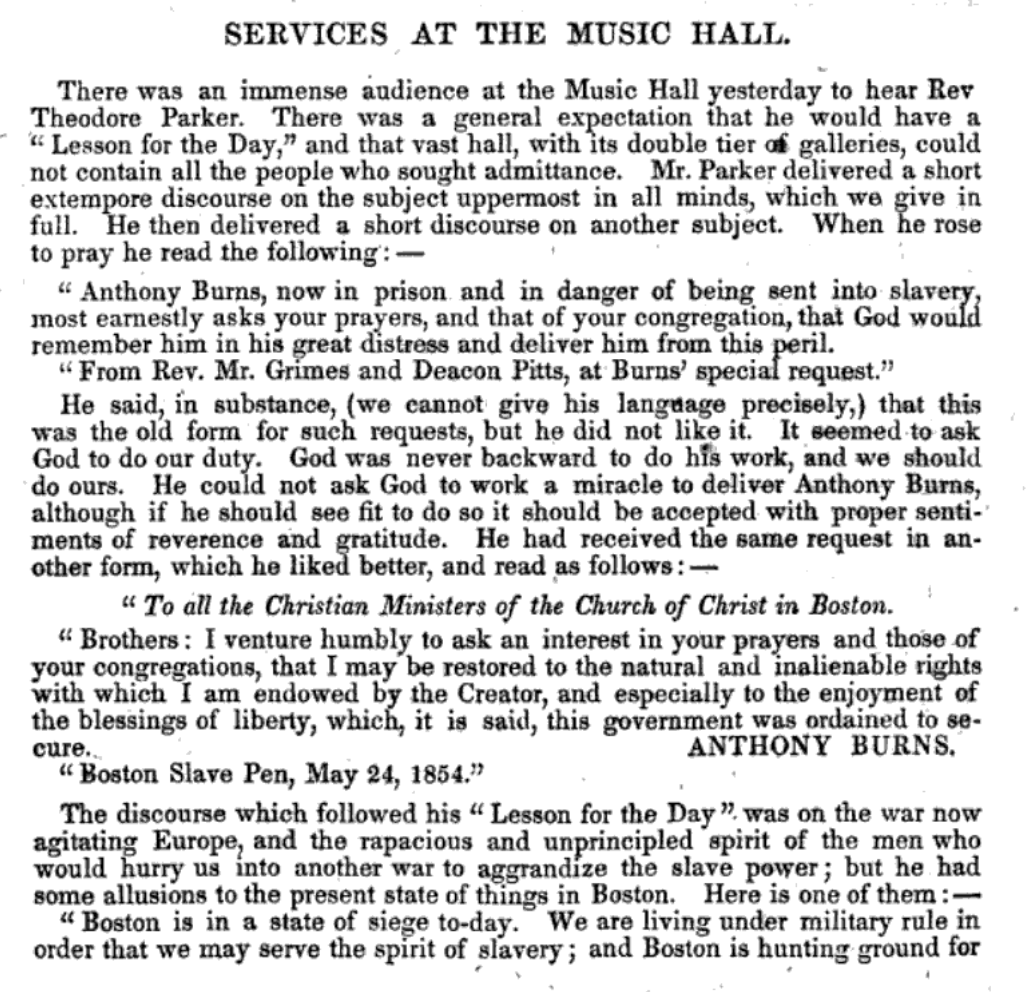 SERVICES AT THE MUSIC HALL.
There was an immense audience at the Music Hall yesterday to hear Rev
Theodore Parker. There was a general expectation that he would have a
“ Lesson for the Day,” and that vast hall, with its double tier of galleries, could
not contain all the people who sought admittance. Mr. Parker delivered a short
extempore discourse on the subject uppermost in all minds, which we give in
full. He then delivered a short discourse on another subject. When he rose
to pray he read the following : —
“ Anthony Burns, now in prison and in danger of being sent into slavery,
most earnestly asks your prayers, and that of your congregation, that God would
remember him in his great distress and deliver him from this peril.
“ From Rev. Mr. Grimes and Deacon Pitts, at Burns’ special request.”
He said, in substance, (we cannot give his language precisely,) that this
was the old form for such requests, but he did not like it. It seemed to ask
God to do our duty. God was never backward to do his work, and we should
do ours. He could not ask God to work a miracle to deliver Anthony Burns,
although if he should see fit to do so it should be accepted with proper senti-
ments of reverence and gratitude. He had received the same request in an-
other form, which he liked better, and read as follows : —
“ To all the Christian Ministers of the Church of Christ in Boston.
“ Brothers : I venture humbly to ask an interest in your prayers and those of
your congregations, that I may be restored to the natural and inalienable rights
with which I am endowed by the Creator, and especially to the enjoyment of
the blessings of liberty, which, it is said, this government was ordained to se-
cure. ANTHONY BURNS.
“ Boston Slave Pen, May 24, 1854.”
The discourse which followed his “ Lesson for the Day ” was on the war now
agitating Europe, and the rapacious and unprincipled spirit of the men who
would hurry us into another war to aggrandize the slave power ; but he had
some allusions to the present state of things in Boston. Here is one of them : —
“ Boston is in a state of siege to-day. We are living under military rule in
order that we may serve the spirit of slavery ; and Boston is hunting ground for